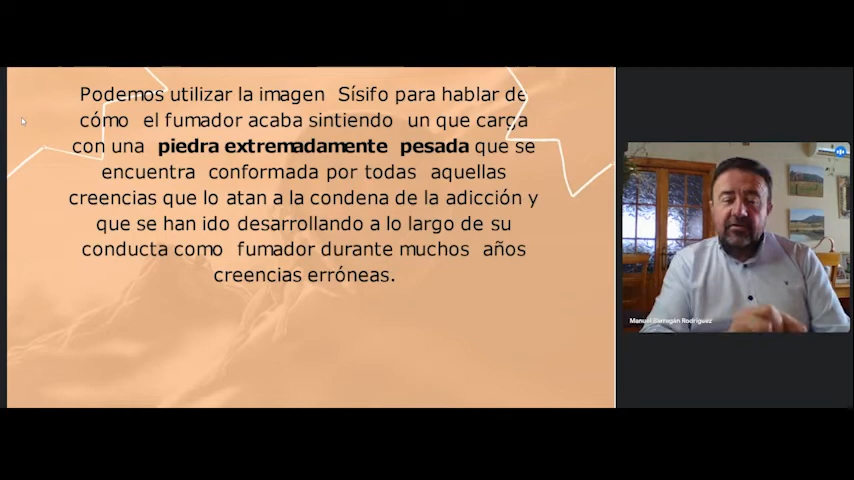 Podemos utilizar la imagen Sísifo para hablar de
cómo el fumador acaba sintiendo un que carga
con una piedra extremadamente pesada que se
encuentra conformada por todas aquellas
creencias que lo atan a la condena de la adicción y
que se han ido desarrollando a lo largo de su
conducta como fumador durante muchos años
creencias erróneas.
Manuel Barragán Rodríguez